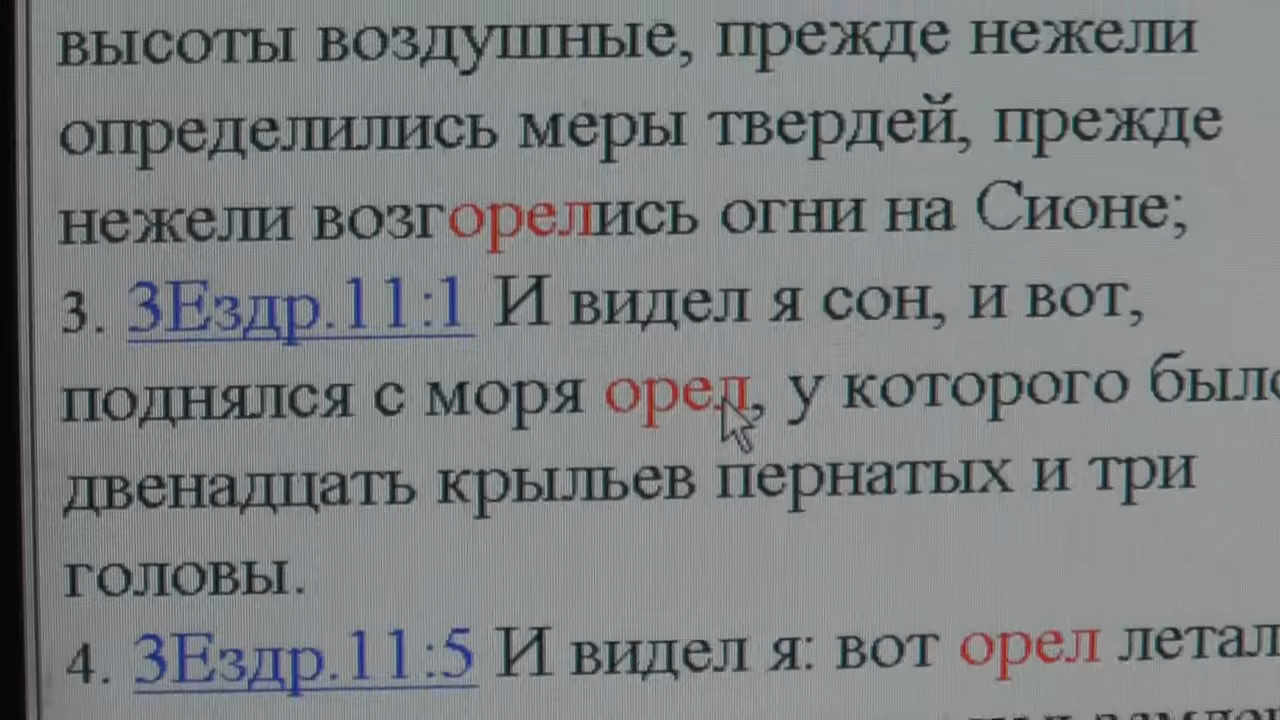 высоты воздушные, прежде нежели
определились меры твердей, прежде
нежели возгорелись огни на Сионе;
3. 3Ездр.11:1 И видел я сон, и вот,
поднялся с моря орел, у которого было
двенадцать крыльев пернатых и три
головы.
4. 3Ездр.11:5 И видел я: вот орел летал